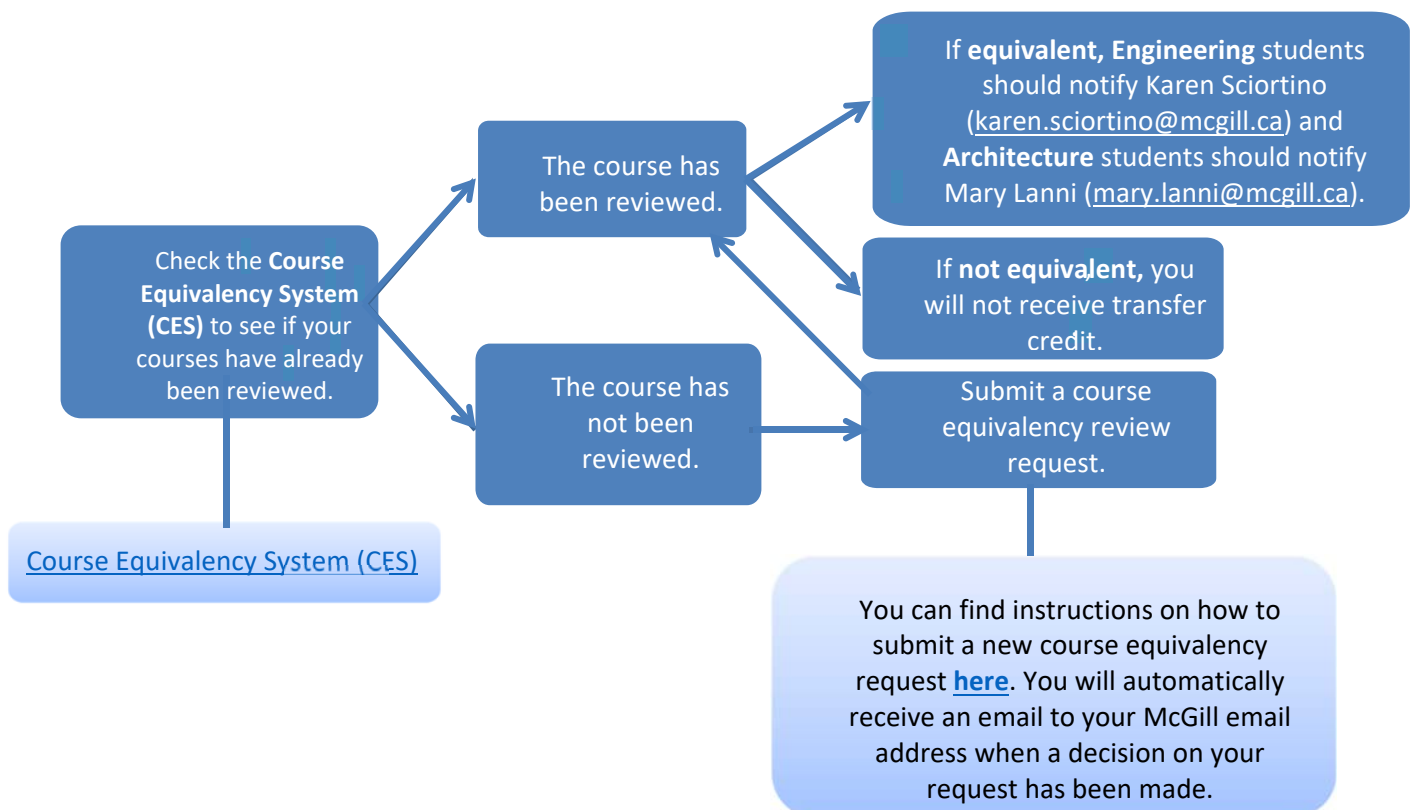 If equivalent, Engineering students
should notify Karen Sciortino
(karen.sciortino@mcgill.ca) and
Architecture students should notify
Mary Lanni (mary.lanni@mcgill.ca).
The course has
been reviewed.
Check the Course
Equivalency System
(CES) to see if your
courses have already
been reviewed.
If not equivalent, you
will not receive transfer
credit.
The course has
not been
reviewed.
Submit a course
equivalency review
request.
Course Equivalency System (CES)
You can find instructions on how to
submit a new course equivalency
request here. You will automatically
receive an email to your McGill email
address when a decision on your
request has been made.